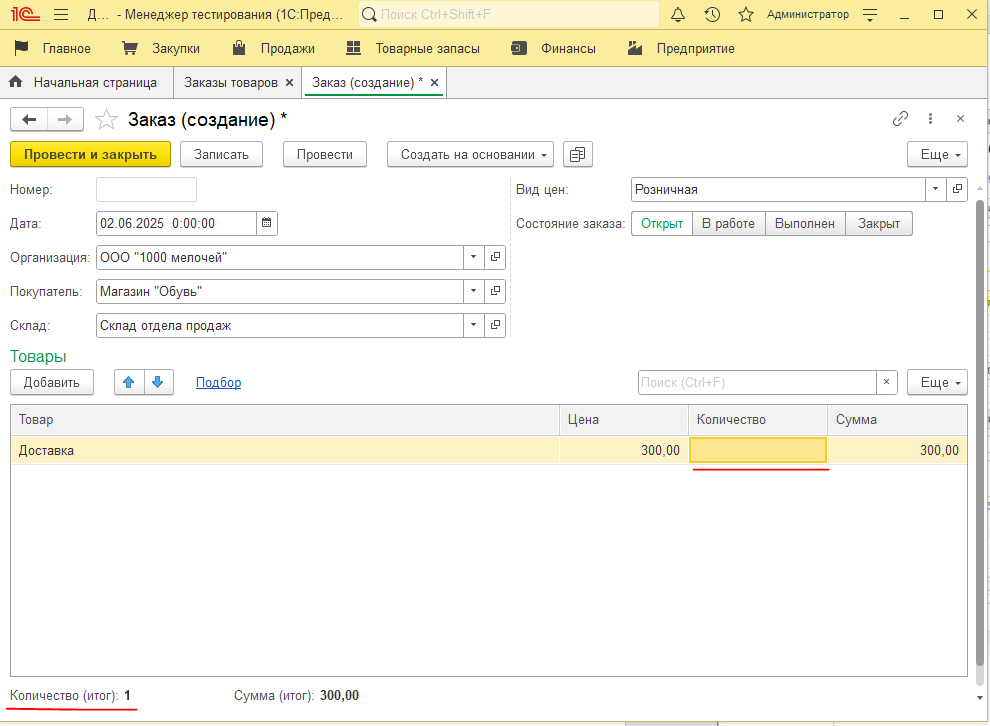 1С Д... - Менеджер тестирования (1С:Пред... Поиск Ctrl+Shift+F Администратор
Главное Закупки Продажи Товарные запасы Финансы Предприятие
Начальная страница Заказы товаров × Заказ (создание) * ×
Заказ (создание) *
Провести и закрыть Записать Провести Создать на основании Еще
Номер: Вид цен: Розничная
Дата: 02.06.2025 0:00:00 Состояние заказа: Открыт В работе Выполнен Закрыт
Организация: ООО "1000 мелочей"
Покупатель: Магазин "Обувь"
Склад: Склад отдела продаж
Товары
Добавить Подбор Поиск (Ctrl+F) × Еще
Товар Цена Количество Сумма
Доставка 300,00 300,00
Количество (итог): 1 Сумма (итог): 300,00